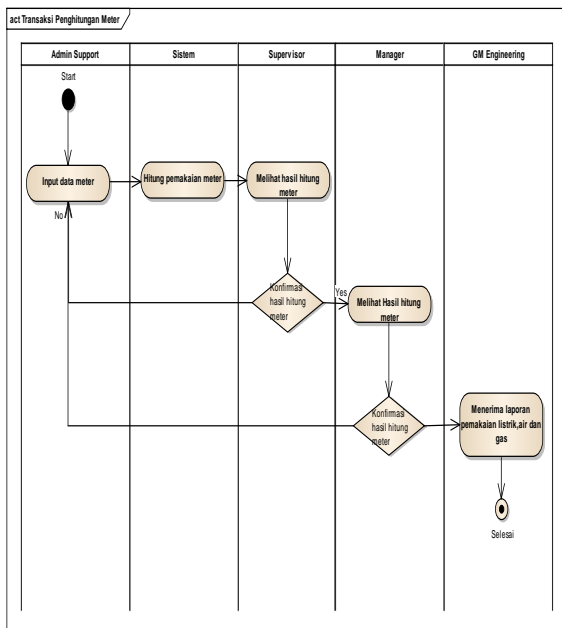 act Transaksi Penghitungan Meter
Admin Support
Sistem
Supervisor
Manager
GM Engineering
Start
Input data meter
Hitung pemakaian meter
Melihat hasil hitung
meter
No
Konfirmasi
hasil hitung
meter
Yes
Melihat Hasil hitung
meter
Konfirmasi
hasil hitung
meter
Menerima laporan
pemakaian listrik,air dan
gas
Selesai